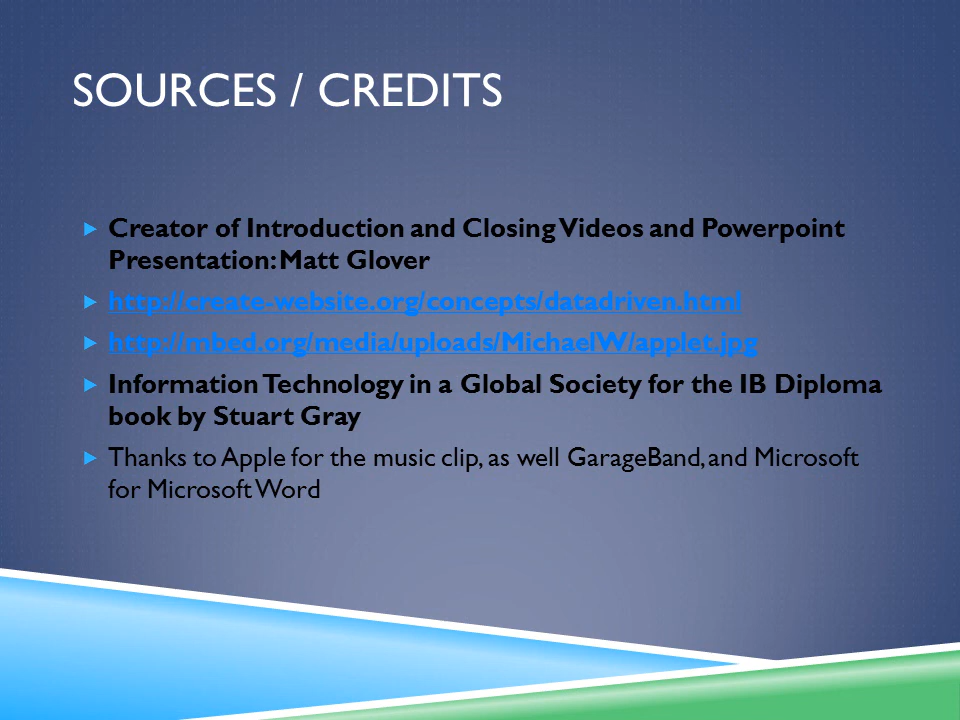 SOURCES / CREDITS
Creator of Introduction and Closing Videos and Powerpoint
Presentation: Matt Glover
http://create-website.org/concepts/datadriven.html
http://mbed.org/media/uploads/MichaelW/applet.jpg
Information Technology in a Global Society for the IB Diploma
book by Stuart Gray
Thanks to Apple for the music clip, as well GarageBand, and Microsoft
for Microsoft Word